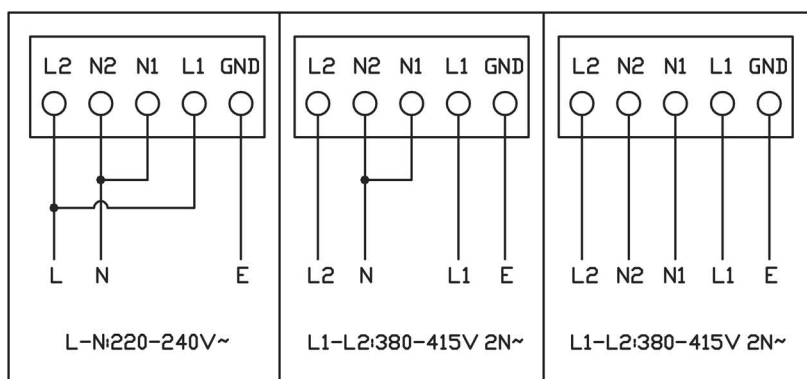 L2 N2 N1 L1 GND
L N E
L-N:220-240V~
L2 N2 N1 L1 GND
L2 N L1 E
L1-L2:380-415V 2N~
L2 N2 N1 L1 GND
L2 N2 N1 L1 E
L1-L2:380-415V 2N~